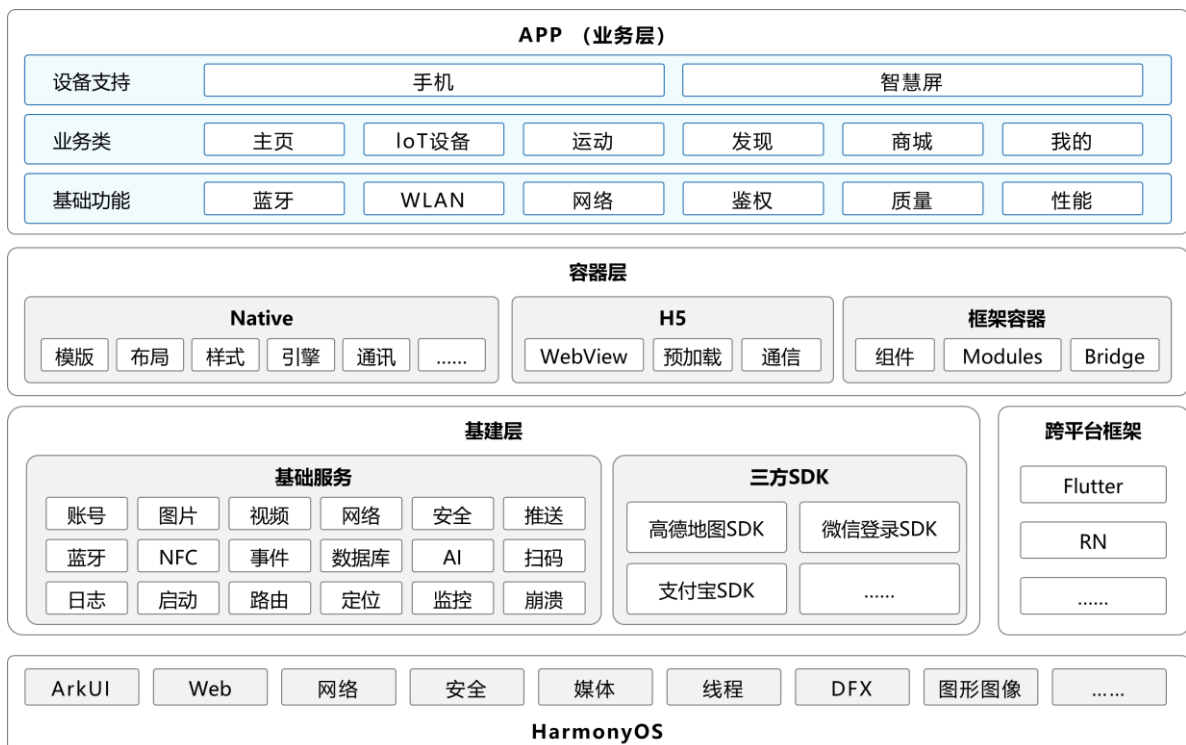 APP （业务层）
设备支持 手机 智慧屏
业务类 主页 IoT设备 运动 发现 商城 我的
基础功能 蓝牙 WLAN 网络 鉴权 质量 性能
容器层
Native H5 框架容器
模版 布局 样式 引擎 通讯 ...... WebView 预加载 通信 组件 Modules Bridge
基建层 跨平台框架
基础服务 三方SDK
Flutter
账号 图片 视频 网络 安全 推送 高德地图SDK 微信登录SDK
蓝牙 NFC 事件 数据库 AI 扫码 RN
日志 启动 路由 定位 监控 崩溃 支付宝SDK ...... ......
ArkUI Web 网络 安全 媒体 线程 DFX 图形图像 ......
HarmonyOS